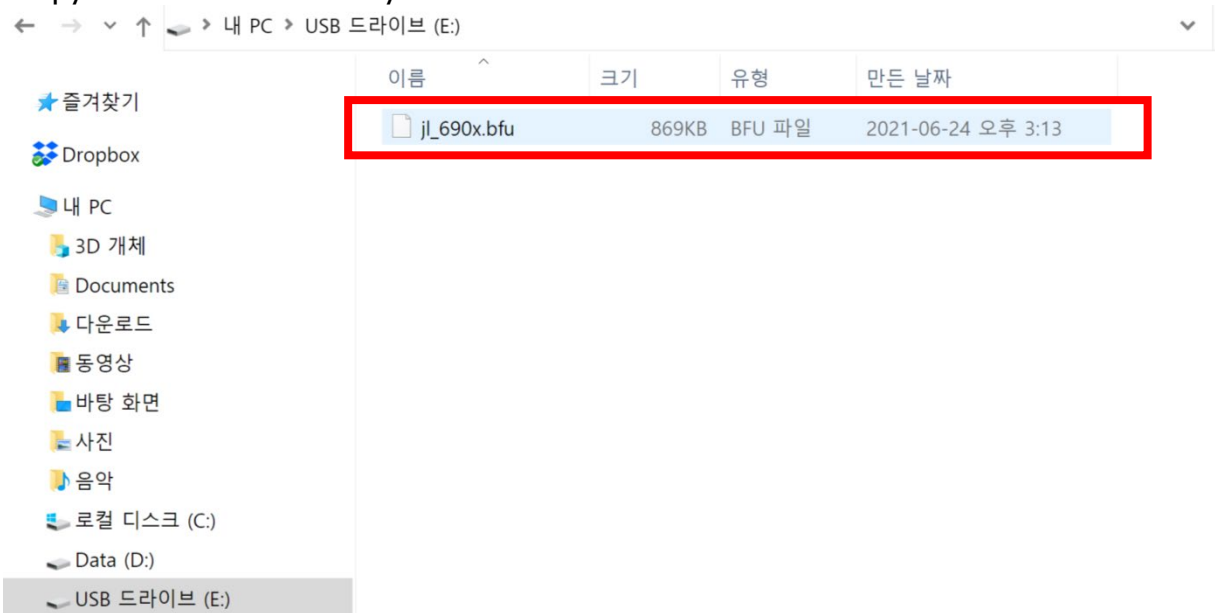 내 PC > USB 드라이브 (E:)
이름 크기 유형 만든 날짜
jl_690x.bfu 869KB BFU 파일 2021-06-24 오후 3:13
즐겨찾기
Dropbox
내 PC
3D 개체
Documents
다운로드
동영상
바탕 화면
사진
음악
로컬 디스크 (C:)
Data (D:)
USB 드라이브 (E:)